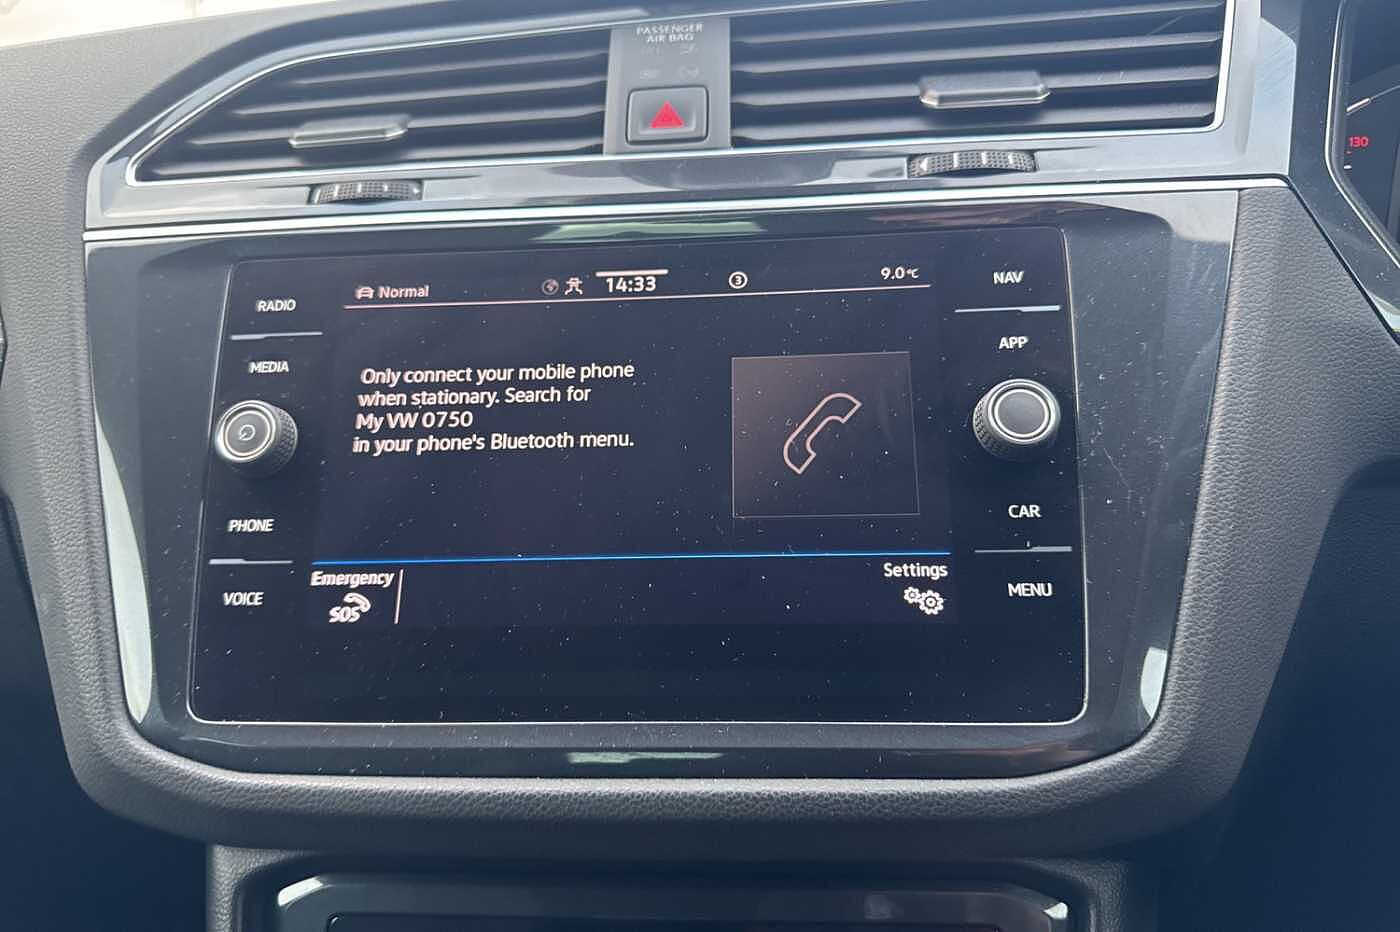 PASSENGER
AIR BAG
130
Normal
14:33
3
9.0°C
RADIO
MEDIA
PHONE
VOICE
Only connect your mobile phone
when stationary. Search for
My VW 0750
in your phone's Bluetooth menu.
Emergency
SOS
Settings
NAV
APP
CAR
MENU